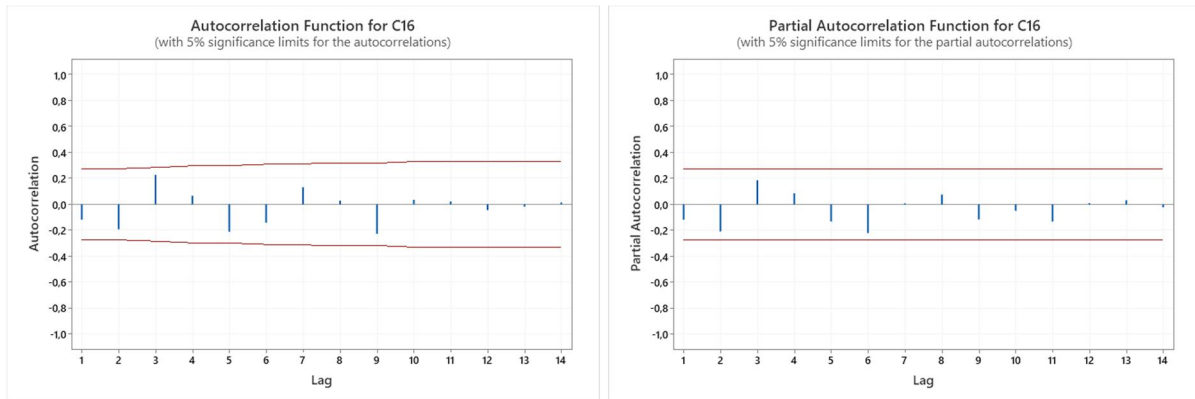 Autocorrelation Function for C16
(with 5% significance limits for the autocorrelations)
Autocorrelation
1,0
0,8
0,6
0,4
0,2
0,0
-0,2
-0,4
-0,6
-0,8
-1,0
1 2 3 4 5 6 7 8 9 10 11 12 13 14
Lag
Partial Autocorrelation Function for C16
(with 5% significance limits for the partial autocorrelations)
Partial Autocorrelation
1,0
0,8
0,6
0,4
0,2
0,0
-0,2
-0,4
-0,6
-0,8
-1,0
1 2 3 4 5 6 7 8 9 10 11 12 13 14
Lag